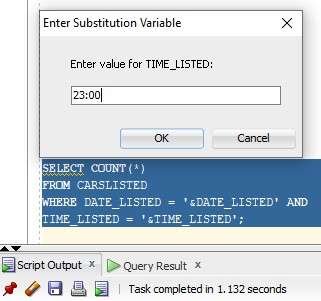 Enter Substitution Variable
Enter value for TIME_LISTED:
23:00
OK Cancel
SELECT COUNT(*)
FROM CARSLISTED
WHERE DATE_LISTED = '&DATE_LISTED' AND
TIME_LISTED = '&TIME_LISTED';
Script Output x Query Result x
Task completed in 1.132 seconds